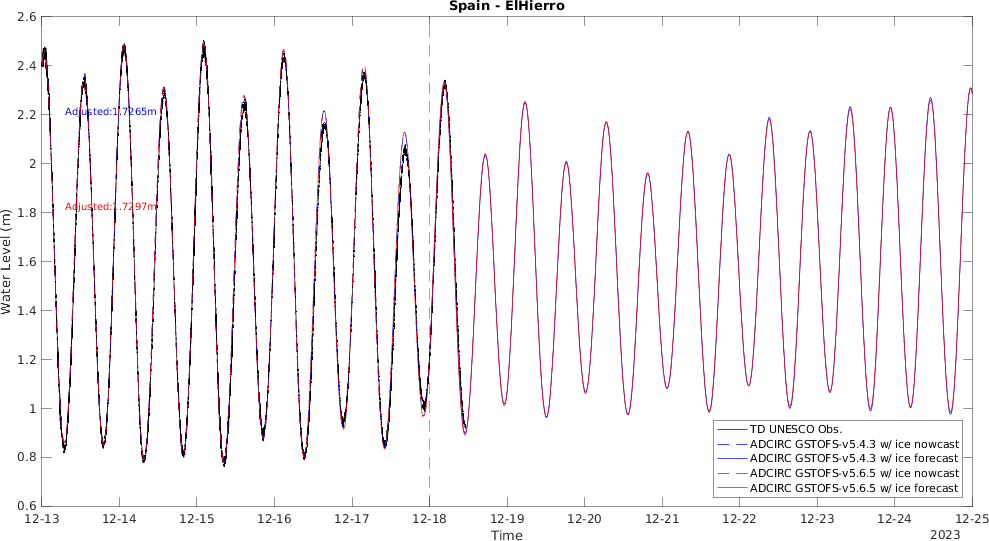 Spain - ElHierro
2.6
2.4
2.2
2
1.8
1.6
1.4
1.2
1
0.8
0.6
Water Level (m)
Adjusted:1.7265m
Adjusted:1.7297m
TD UNESCO Obs.
ADCIRC GSTOFS-v5.4.3 w/ ice nowcast
ADCIRC GSTOFS-v5.4.3 w/ ice forecast
ADCIRC GSTOFS-v5.6.5 w/ ice nowcast
ADCIRC GSTOFS-v5.6.5 w/ ice forecast
12-13 12-14 12-15 12-16 12-17 12-18 12-19 12-20 12-21 12-22 12-23 12-24 12-25
Time
2023